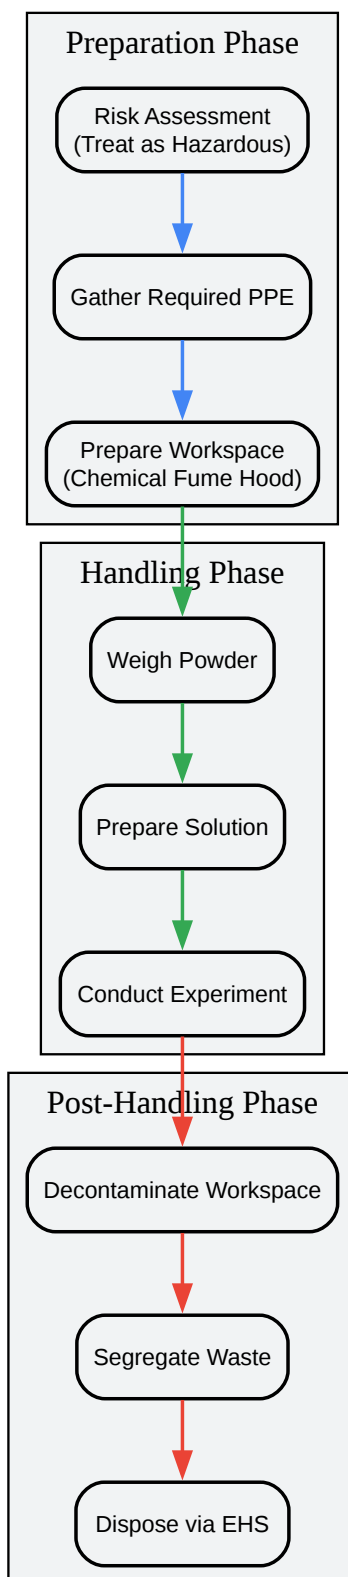 Preparation Phase
Risk Assessment
(Treat as Hazardous)
Gather Required PPE
Prepare Workspace
(Chemical Fume Hood)
Handling Phase
Weigh Powder
Prepare Solution
Conduct Experiment
Post-Handling Phase
Decontaminate Workspace
Segregate Waste
Dispose via EHS